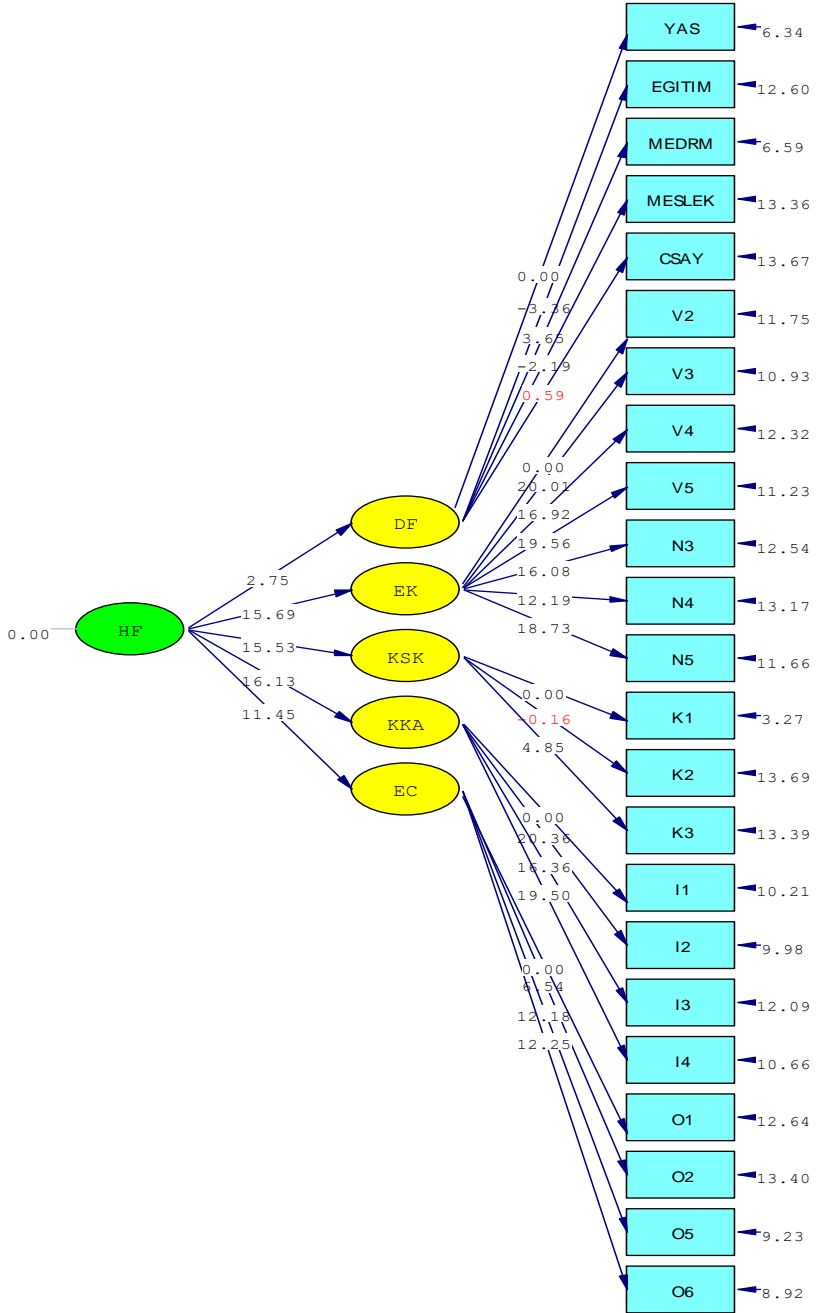 YAS
6.34
EGITIM
12.60
MEDRM
6.59
MESLEK
13.36
CSAY
13.67
0.00
-3.36
3.65
-2.19
0.59
V2
11.75
V3
10.93
V4
12.32
V5
11.23
N3
12.54
N4
13.17
N5
11.66
0.00
20.01
16.92
19.56
16.08
12.19
18.73
DF
EK
KSK
KKA
EC
2.75
15.69
15.53
16.13
11.45
0.00
HF
K1
3.27
K2
13.69
K3
13.39
0.00
-0.16
4.85
I1
10.21
I2
9.98
I3
12.09
I4
10.66
0.00
20.36
16.36
19.50
O1
12.64
O2
13.40
O5
9.23
O6
8.92
0.00
6.54
12.18
12.25